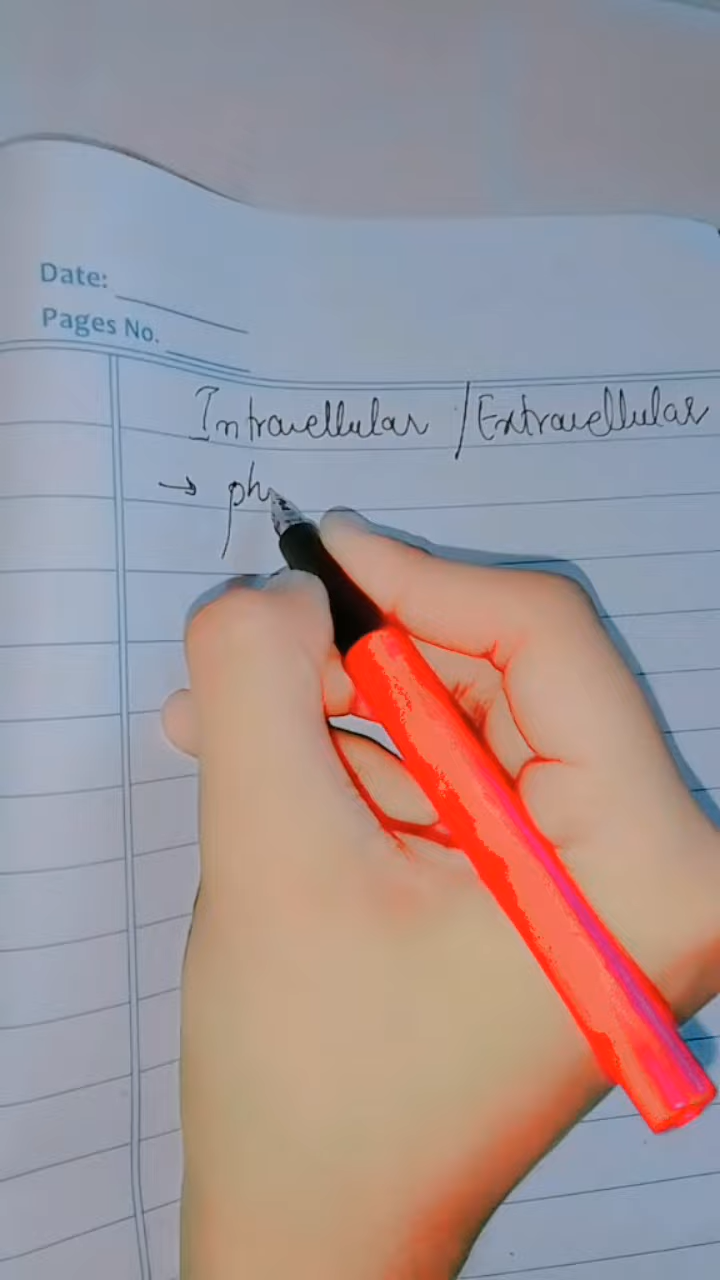 Date:
Pages No.
Intracellular / Extracellular
→ ph